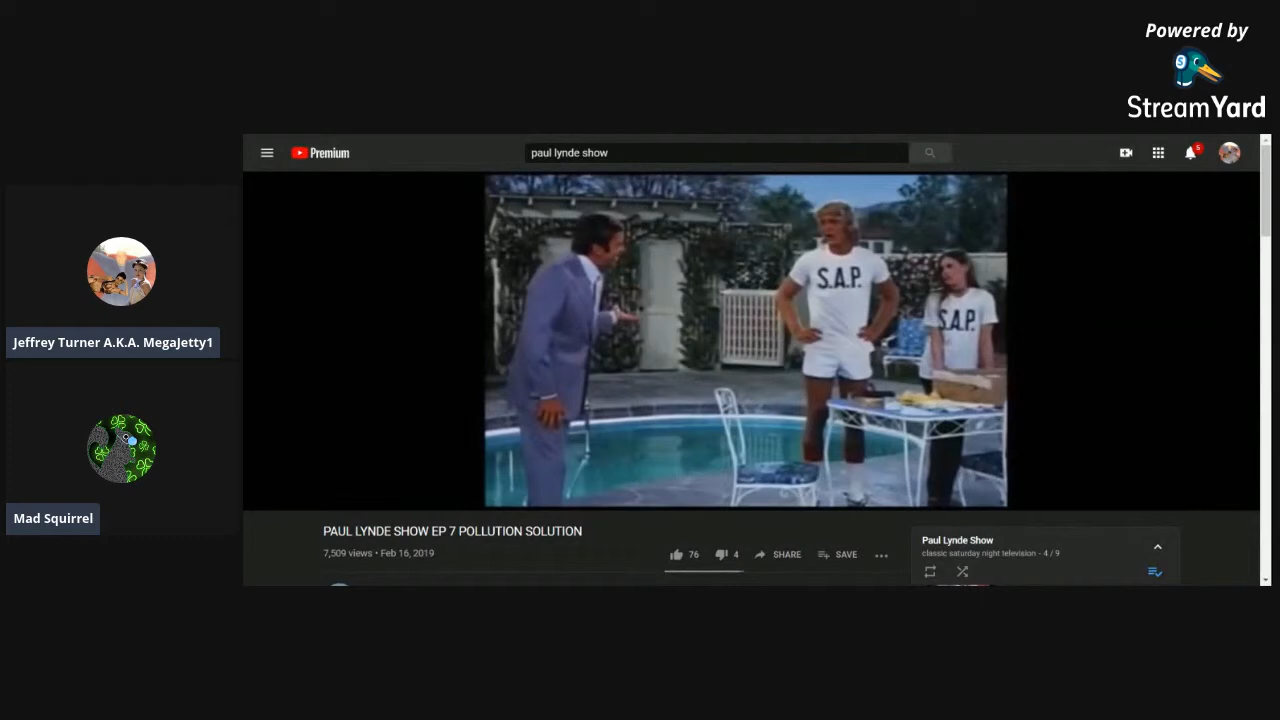 Powered by
StreamYard
Premium
paul lynde show
5
S.A.P.
S.A.P.
Jeffrey Turner A.K.A. MegaJetty1
Mad Squirrel
PAUL LYNDE SHOW EP 7 POLLUTION SOLUTION
7,509 views • Feb 16, 2019
76
4
SHARE
SAVE
Paul Lynde Show
classic saturday night television - 4 / 9